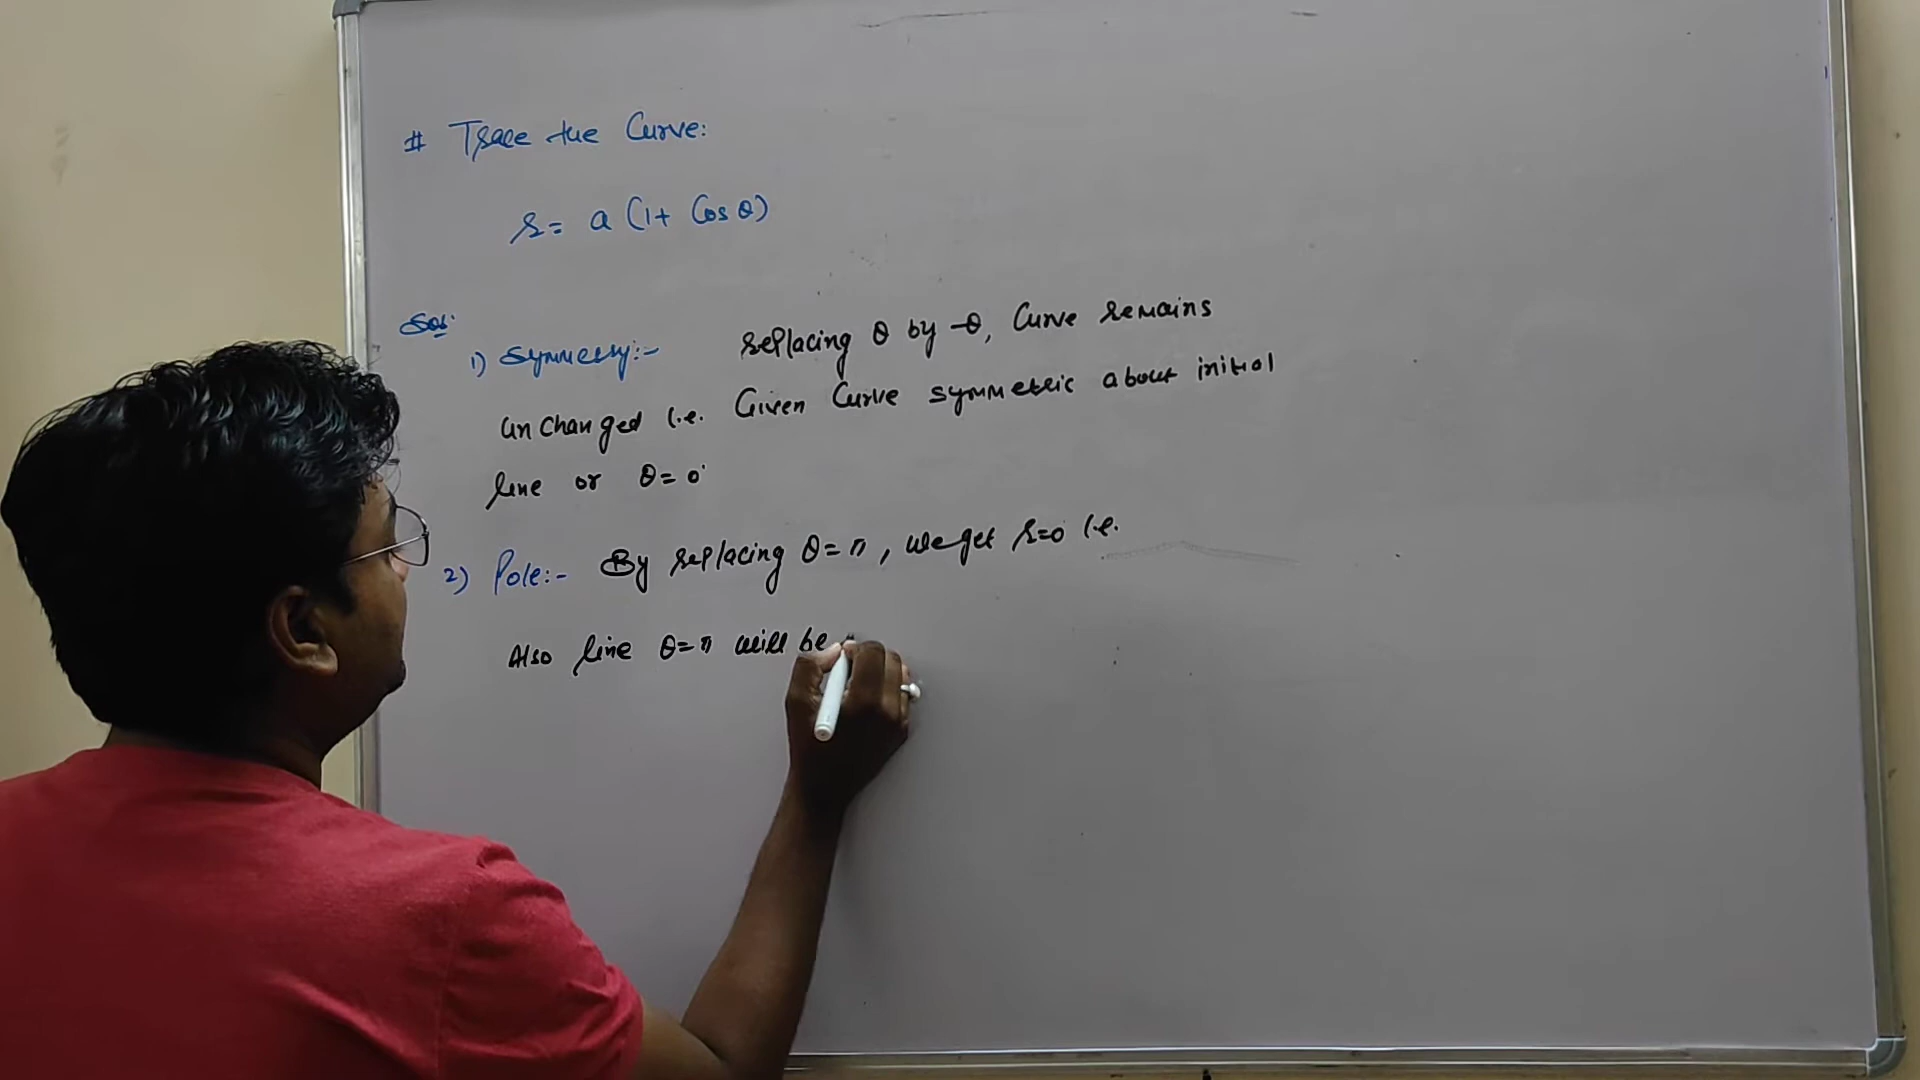 # Trace the Curve:
r = a (1+ Cos θ)
Sol:
1) Symmetry:- replacing θ by -θ, Curve remains
unchanged i.e. Given Curve symmetric about initial
line or θ = 0
2) Pole:- By replacing θ = π, we get r=0 i.e.
Also line θ=π will be